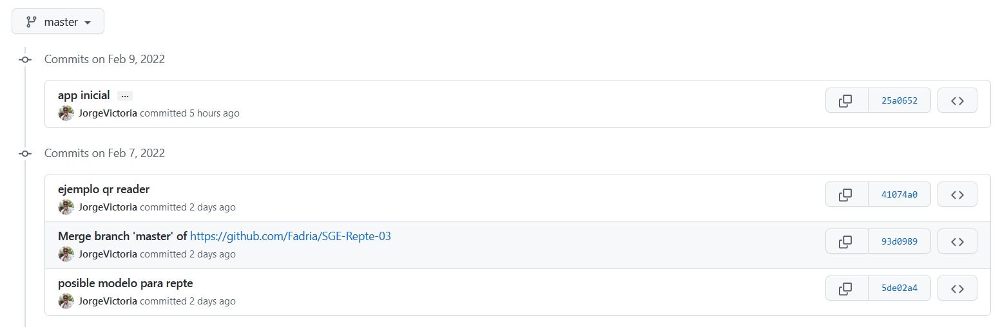 master
Commits on Feb 9, 2022
app inicial ...
JorgeVictoria committed 5 hours ago
25a0652
Commits on Feb 7, 2022
ejemplo qr reader
JorgeVictoria committed 2 days ago
41074a0
Merge branch 'master' of https://github.com/Fadria/SGE-Repte-03
JorgeVictoria committed 2 days ago
93d0989
posible modelo para repte
JorgeVictoria committed 2 days ago
5de02a4